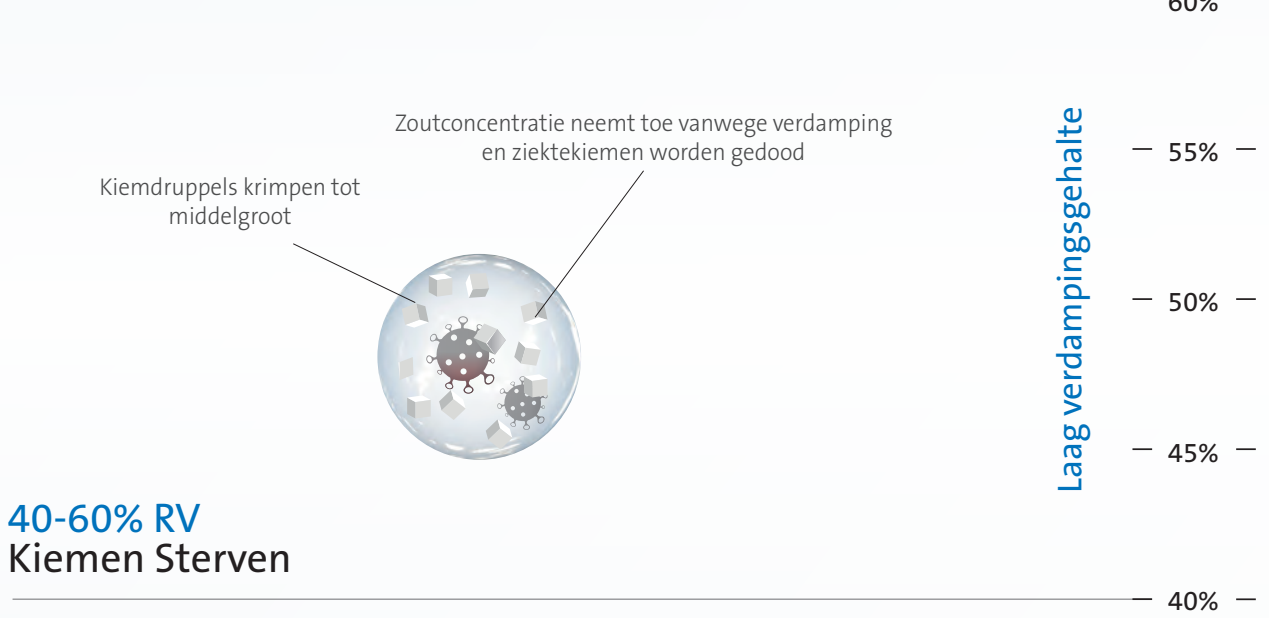 60%
Zoutconcentratie neemt toe vanwege verdamping
en ziektekiemen worden gedood
Kiemdruppels krimpen tot
middelgroot
Laag verdampingsgehalte
55%
50%
45%
40-60% RV
Kiemen Sterven
40%